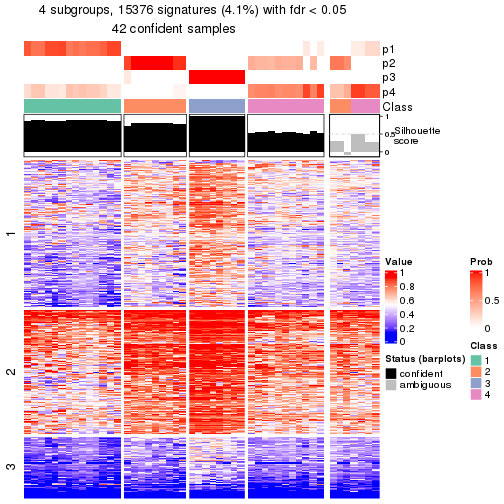 4 subgroups, 15376 signatures (4.1%) with fdr < 0.05
42 confident samples
p1
p2
p3
p4
Class
1
0.5
0
Silhouette
score
1
2
3
Value
1
0.8
0.6
0.4
0.2
0
Status (barplots)
confident
ambiguous
Prob
1
0.5
0
Class
1
2
3
4